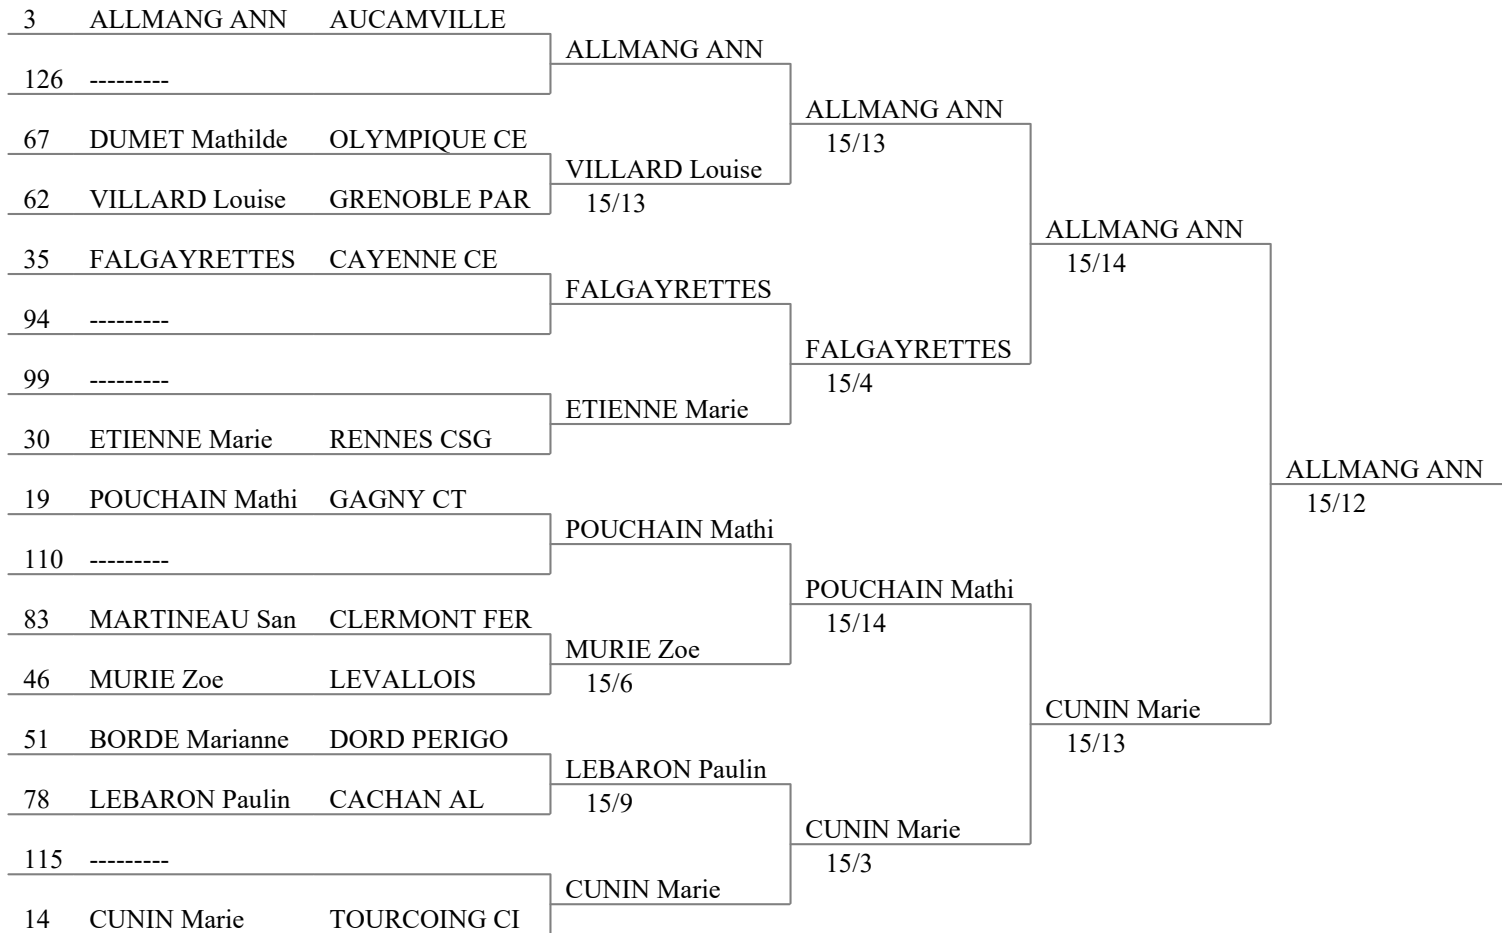 3 ALLMANG ANN AUCAMVILLE
ALLMANG ANN
126 ---------
ALLMANG ANN
67 DUMET Mathilde OLYMPIQUE CE
15/13
VILLARD Louise
62 VILLARD Louise GRENOBLE PAR
15/13
ALLMANG ANN
35 FALGAYRETTES CAYENNE CE
15/14
FALGAYRETTES
94 ---------
FALGAYRETTES
99 ---------
15/4
ETIENNE Marie
30 ETIENNE Marie RENNES CSG
ALLMANG ANN
19 POUCHAIN Mathi GAGNY CT
15/12
POUCHAIN Mathi
110 ---------
POUCHAIN Mathi
83 MARTINEAU San CLERMONT FER
15/14
MURIE Zoe
46 MURIE Zoe LEVALLOIS
15/6
CUNIN Marie
51 BORDE Marianne DORD PERIGO
15/13
LEBARON Paulin
78 LEBARON Paulin CACHAN AL
15/9
CUNIN Marie
115 ---------
15/3
CUNIN Marie
14 CUNIN Marie TOURCOING CI